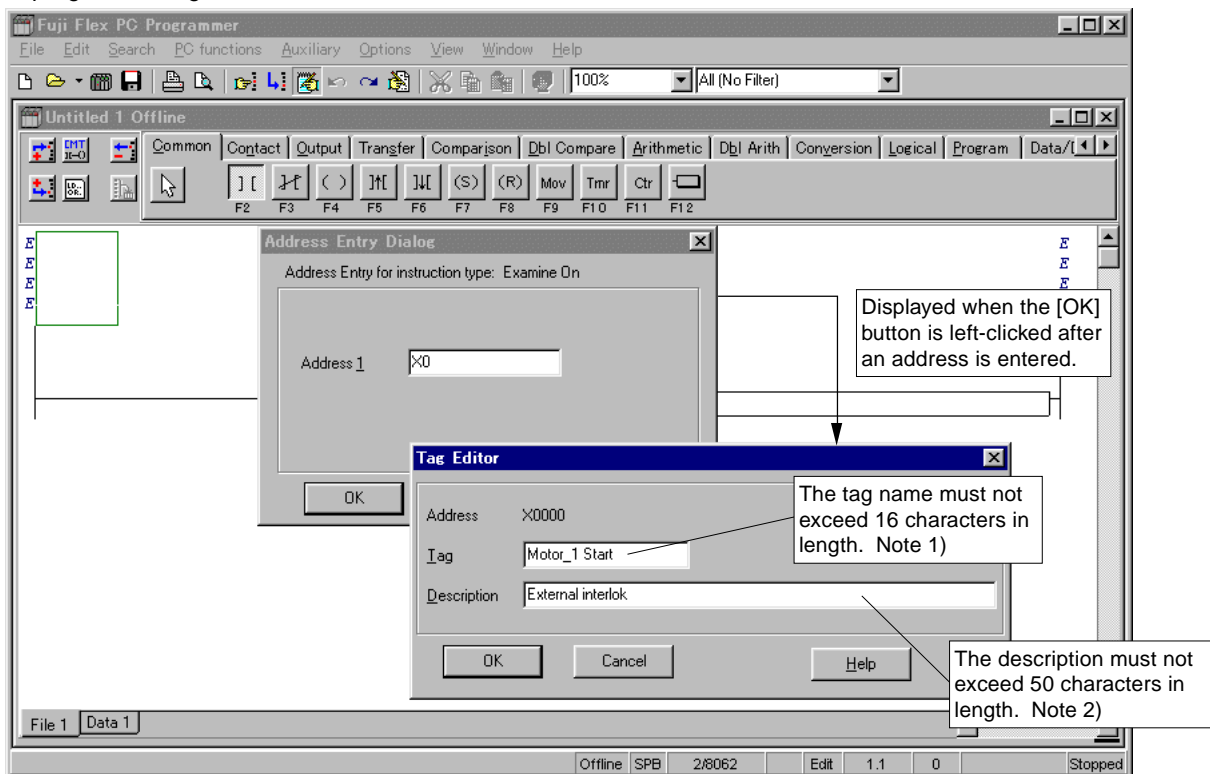 Fuji Flex PC Programmer
File Edit Search PC functions Auxiliary Options View Window Help
100% All (No Filter)
Untitled 1 Offline
CMT
LD. OR.
Common Contact Output Transfer Comparison Dbl Compare Arithmetic Dbl Arith Conversion Logical Program Data/
(S) (R) Mov Tmr Ctr
F2 F3 F4 F5 F6 F7 F8 F9 F10 F11 F12
E
E
E
E
E
E
E
Address Entry Dialog
Address Entry for instruction type: Examine On
Address 1 X0
OK
Displayed when the [OK]
button is left-clicked after
an address is entered.
Tag Editor
Address X0000
Tag Motor_1 Start
Description External interlok
OK Cancel Help
The tag name must not
exceed 16 characters in
length. Note 1)
The description must not
exceed 50 characters in
length. Note 2)
File 1 Data 1
Offline SPB 2/8062 Edit 1.1 0 Stopped